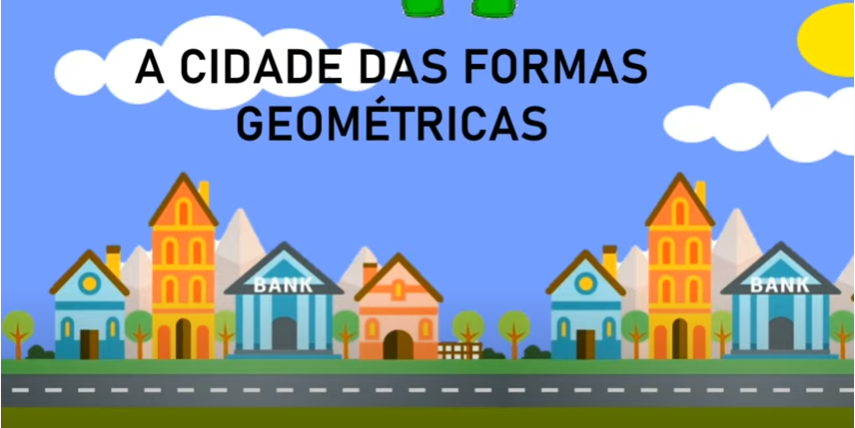 A CIDADE DAS FORMAS
GEOMÉTRICAS
BANK
BANK